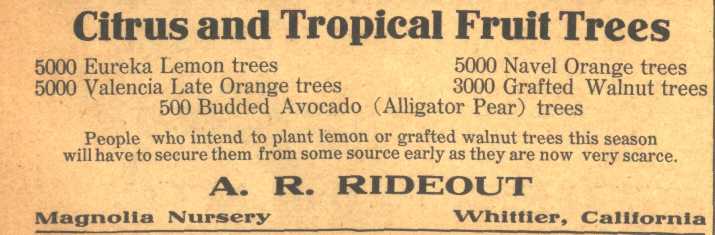 Citrus and Tropical Fruit Trees
5000 Eureka Lemon trees 5000 Navel Orange trees
5000 Valencia Late Orange trees 3000 Grafted Walnut trees
500 Budded Avocado (Alligator Pear) trees
People who intend to plant lemon or grafted walnut trees this season
will have to secure them from some source early as they are now very scarce.
A. R. RIDEOUT
Magnolia Nursery Whittier, California